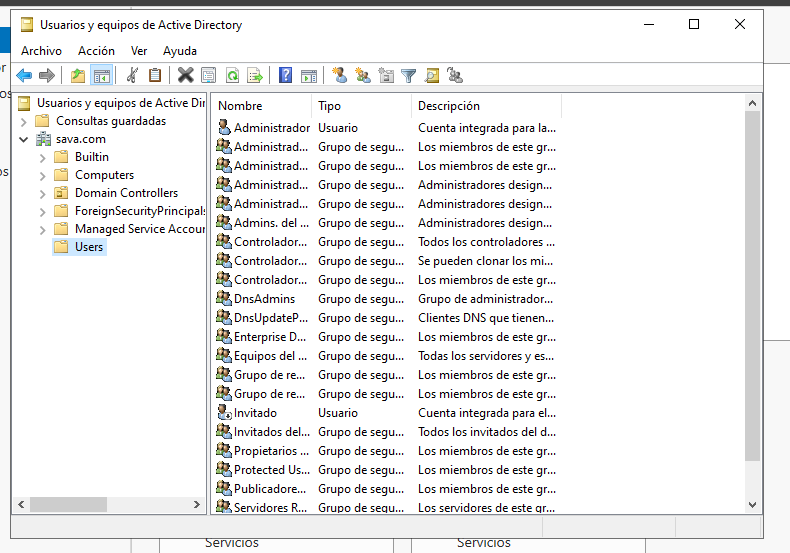 Usuarios y equipos de Active Directory
Archivo Acción Ver Ayuda
Usuarios y equipos de Active Dir
Consultas guardadas
sava.com
Builtin
Computers
Domain Controllers
ForeignSecurityPrincipals
Managed Service Accour
Users
Nombre Tipo Descripción
Administrador Usuario Cuenta integrada para la...
Administrad... Grupo de segu... Los miembros de este gr...
Administrad... Grupo de segu... Los miembros de este gr...
Administrad... Grupo de segu... Administradores design...
Administrad... Grupo de segu... Administradores design...
Admins. del ... Grupo de segu... Administradores design...
Controlador... Grupo de segu... Todos los controladores ...
Controlador... Grupo de segu... Se pueden clonar los mi...
Controlador... Grupo de segu... Los miembros de este gr...
DnsAdmins Grupo de segu... Grupo de administrador...
DnsUpdateP... Grupo de segu... Clientes DNS que tienen...
Enterprise D... Grupo de segu... Los miembros de este gr...
Equipos del ... Grupo de segu... Todas los servidores y es...
Grupo de re... Grupo de segu... Los miembros de este gr...
Grupo de re... Grupo de segu... Los miembros de este gr...
Invitado Usuario Cuenta integrada para el...
Invitados del... Grupo de segu... Todos los invitados del d...
Propietarios ... Grupo de segu... Los miembros de este gr...
Protected Us... Grupo de segu... Los miembros de este gr...
Publicadore... Grupo de segu... Los miembros de este gr...
Servidores R... Grupo de segu... Los servidores de este gr...
Servicios Servicios